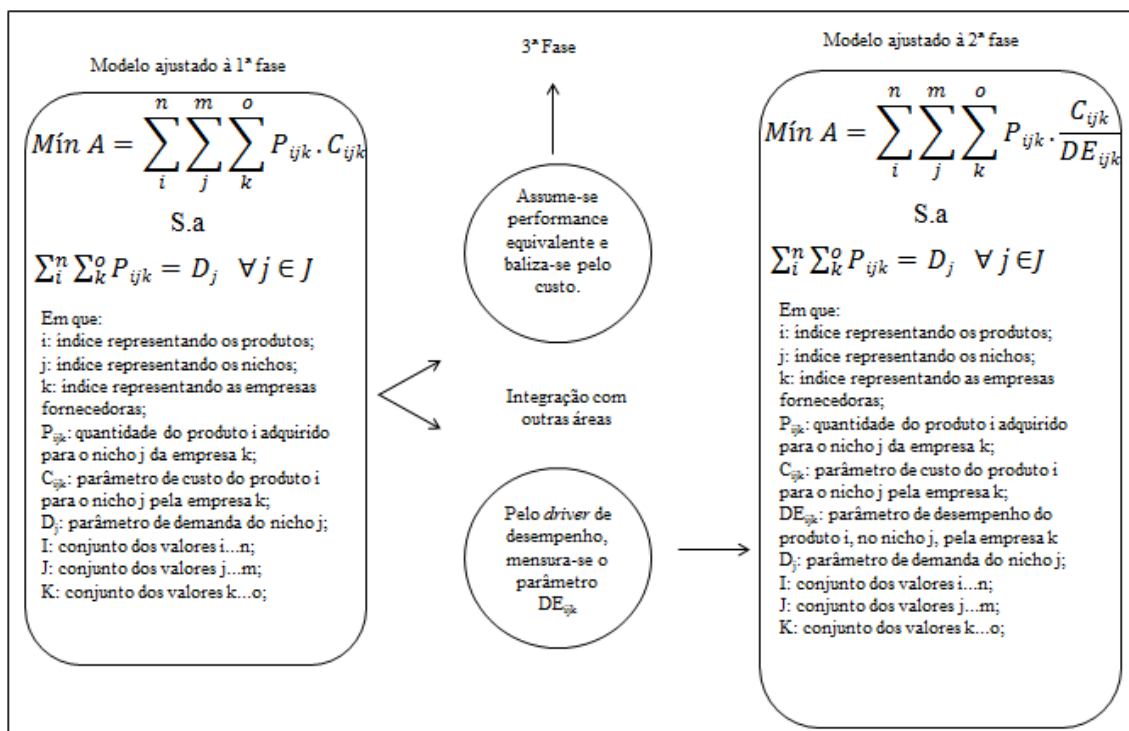 Modelo ajustado à 1ª fase
n m o
Mín A = ∑ ∑ ∑ P_ijk . C_ijk
i j k
S.a
∑_i^n ∑_k^o P_ijk = D_j ∀ j ∈ J
Em que:
i: índice representando os produtos;
j: índice representando os nichos;
k: índice representando as empresas
fornecedoras;
P_ijk: quantidade do produto i adquirido
para o nicho j da empresa k;
C_ijk: parâmetro de custo do produto i
para o nicho j pela empresa k;
D_j: parâmetro de demanda do nicho j;
I: conjunto dos valores i...n;
J: conjunto dos valores j...m;
K: conjunto dos valores k...o;
3ª Fase
Assume-se
performance
equivalente e
baliza-se pelo
custo.
Integração com
outras áreas
Pelo driver de
desempenho,
mensura-se o
parâmetro
DE_ijk
Modelo ajustado à 2ª fase
n m o
Mín A = ∑ ∑ ∑ P_ijk . C_ijk / DE_ijk
i j k
S.a
∑_i^n ∑_k^o P_ijk = D_j ∀ j ∈ J
Em que:
i: índice representando os produtos;
j: índice representando os nichos;
k: índice representando as empresas
fornecedoras;
P_ijk: quantidade do produto i adquirido
para o nicho j da empresa k;
C_ijk: parâmetro de custo do produto i
para o nicho j pela empresa k;
DE_ijk: parâmetro de desempenho do
produto i, no nicho j, pela empresa k
D_j: parâmetro de demanda do nicho j;
I: conjunto dos valores i...n;
J: conjunto dos valores j...m;
K: conjunto dos valores k...o;